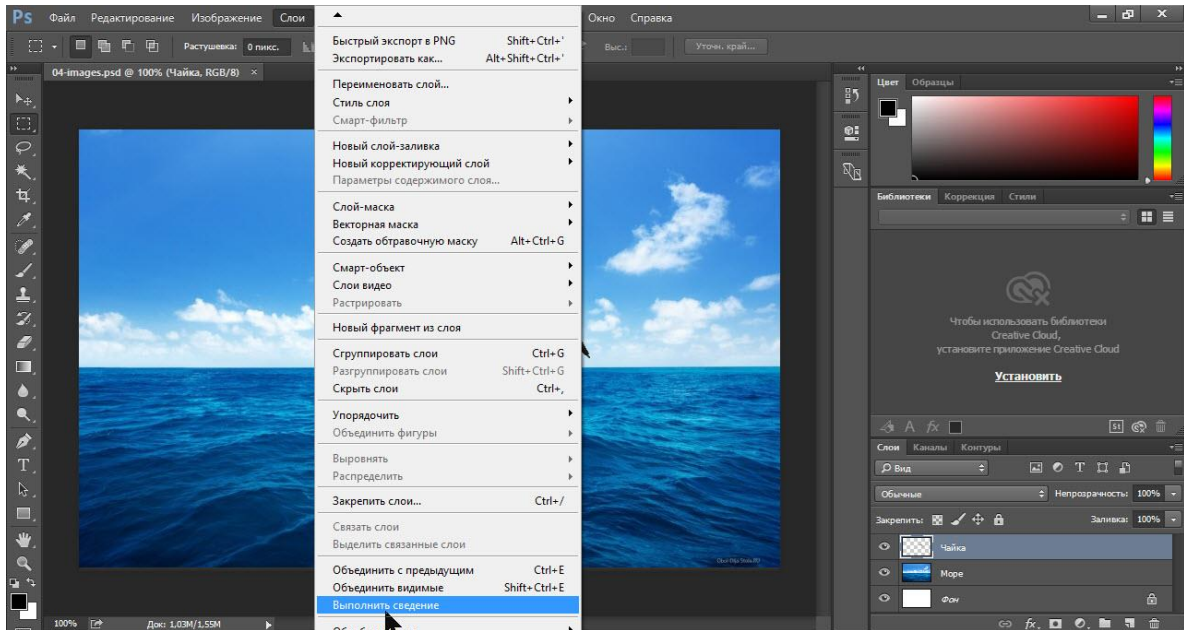 Ps Файл Редактирование Изображение Слои Окно Справка
Растушевка: 0 пикс. Выс.: Уточн. край...
04-images.psd @ 100% (Чайка, RGB/8) ×
Быстрый экспорт в PNG Shift+Ctrl+'
Экспортировать как... Alt+Shift+Ctrl+'
Переименовать слой...
Стиль слоя
Смарт-фильтр
Новый слой-заливка
Новый корректирующий слой
Параметры содержимого слоя...
Слой-маска
Векторная маска
Создать обтравочную маску Alt+Ctrl+G
Смарт-объект
Слои видео
Растрировать
Новый фрагмент из слоя
Сгруппировать слои Ctrl+G
Разгруппировать слои Shift+Ctrl+G
Скрыть слои Ctrl+,
Упорядочить
Объединить фигуры
Выровнять
Распределить
Закрепить слои... Ctrl+/
Связать слои
Выделить связанные слои
Объединить с предыдущим Ctrl+E
Объединить видимые Shift+Ctrl+E
Выполнить сведение
100% Док: 1,03M/1,55M
Цвет Образцы
Библиотеки Коррекция Стили
Чтобы использовать библиотеки
Creative Cloud,
установите приложение Creative Cloud
Установить
Слои Каналы Контуры
Вид
Обычные Непрозрачность: 100%
Закрепить: Заливка: 100%
Чайка
Море
Фон